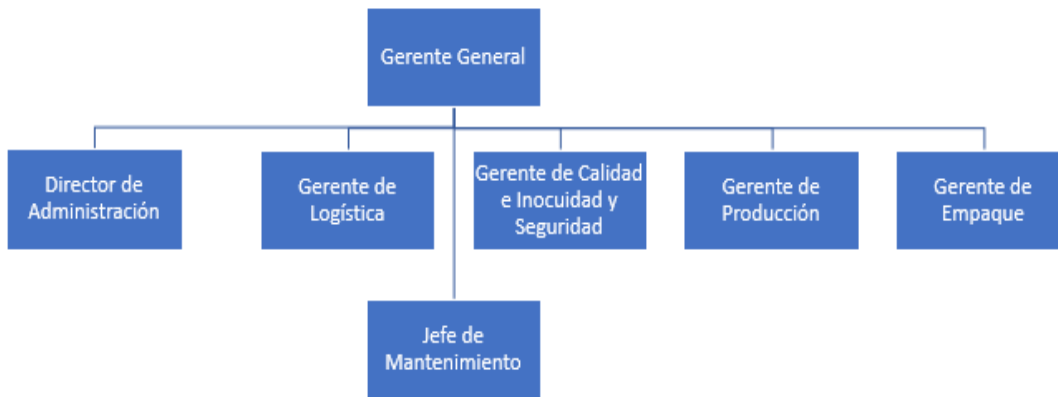 Gerente General
Director de
Administración
Gerente de
Logística
Gerente de Calidad
e Inocuidad y
Seguridad
Gerente de
Producción
Gerente de
Empaque
Jefe de
Mantenimiento